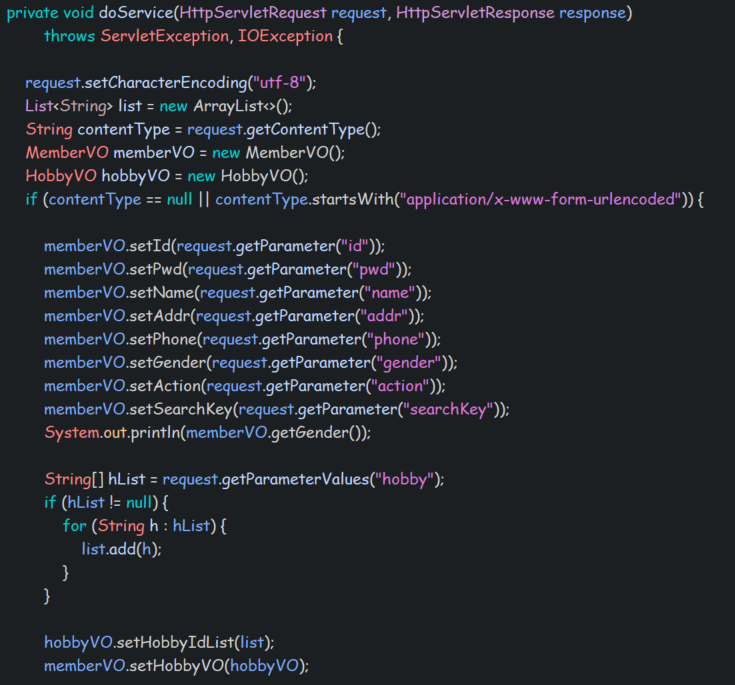 private void doService(HttpServletRequest request, HttpServletResponse response)
throws ServletException, IOException {
request.setCharacterEncoding("utf-8");
List<String> list = new ArrayList<>();
String contentType = request.getContentType();
MemberVO memberVO = new MemberVO();
HobbyVO hobbyVO = new HobbyVO();
if (contentType == null || contentType.startsWith("application/x-www-form-urlencoded")) {
memberVO.setId(request.getParameter("id"));
memberVO.setPwd(request.getParameter("pwd"));
memberVO.setName(request.getParameter("name"));
memberVO.setAddr(request.getParameter("addr"));
memberVO.setPhone(request.getParameter("phone"));
memberVO.setGender(request.getParameter("gender"));
memberVO.setAction(request.getParameter("action"));
memberVO.setSearchKey(request.getParameter("searchKey"));
System.out.println(memberVO.getGender());
String[] hList = request.getParameterValues("hobby");
if (hList != null) {
for (String h : hList) {
list.add(h);
}
}
hobbyVO.setHobbyIdList(list);
memberVO.setHobbyVO(hobbyVO);